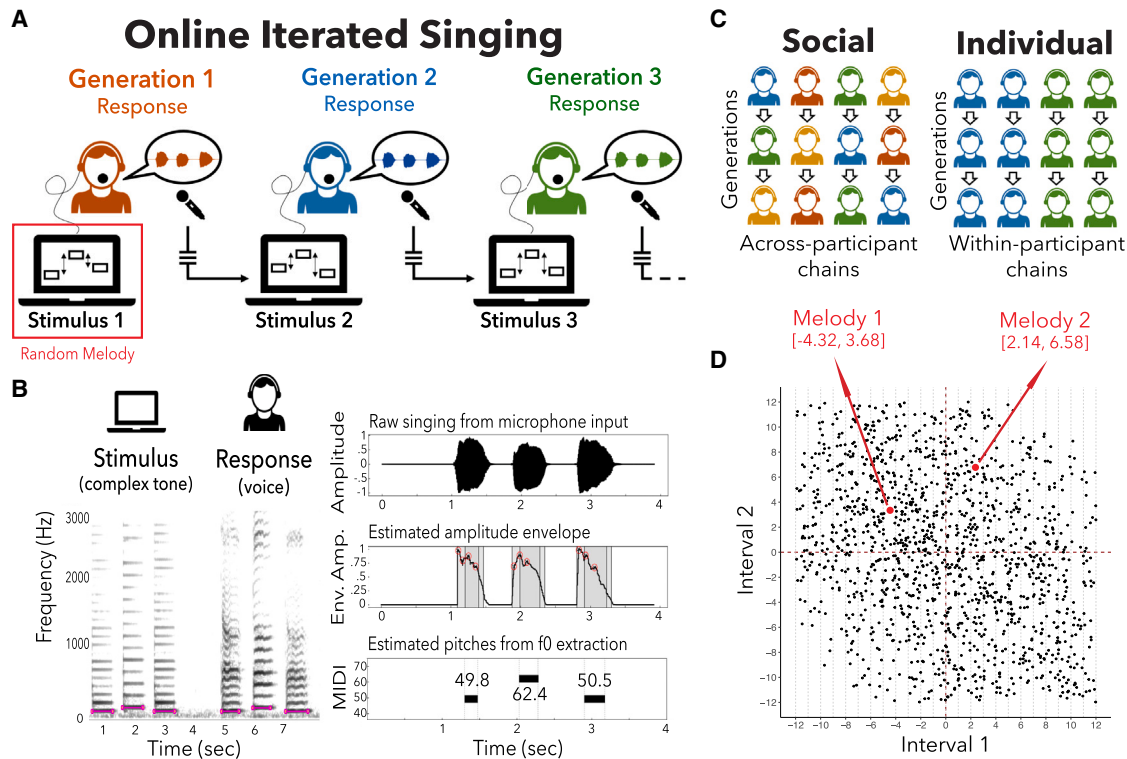 A
Online Iterated Singing
Generation 1
Response
Generation 2
Response
Generation 3
Response
Stimulus 1
Stimulus 2
Stimulus 3
Random Melody
B
Stimulus
(complex tone)
Response
(voice)
Frequency (Hz)
3000
2000
1000
0
1 2 3 4 5 6 7
Time (sec)
Raw singing from microphone input
Amplitude
1
.5
0
-.5
-1
0 1 2 3 4
Estimated amplitude envelope
Env. Amp.
1
.75
.5
.25
0
0 1 2 3 4
Estimated pitches from f0 extraction
MIDI
70
60
50
40
49.8
62.4
50.5
1 2 3 4
Time (sec)
C
Social
Individual
Generations
Generations
Across-participant
chains
Within-participant
chains
Melody 1
[-4.32, 3.68]
Melody 2
[2.14, 6.58]
D
Interval 2
12
10
8
6
4
2
0
-2
-4
-6
-8
-10
-12
-12 -10 -8 -6 -4 -2 0 2 4 6 8 10 12
Interval 1